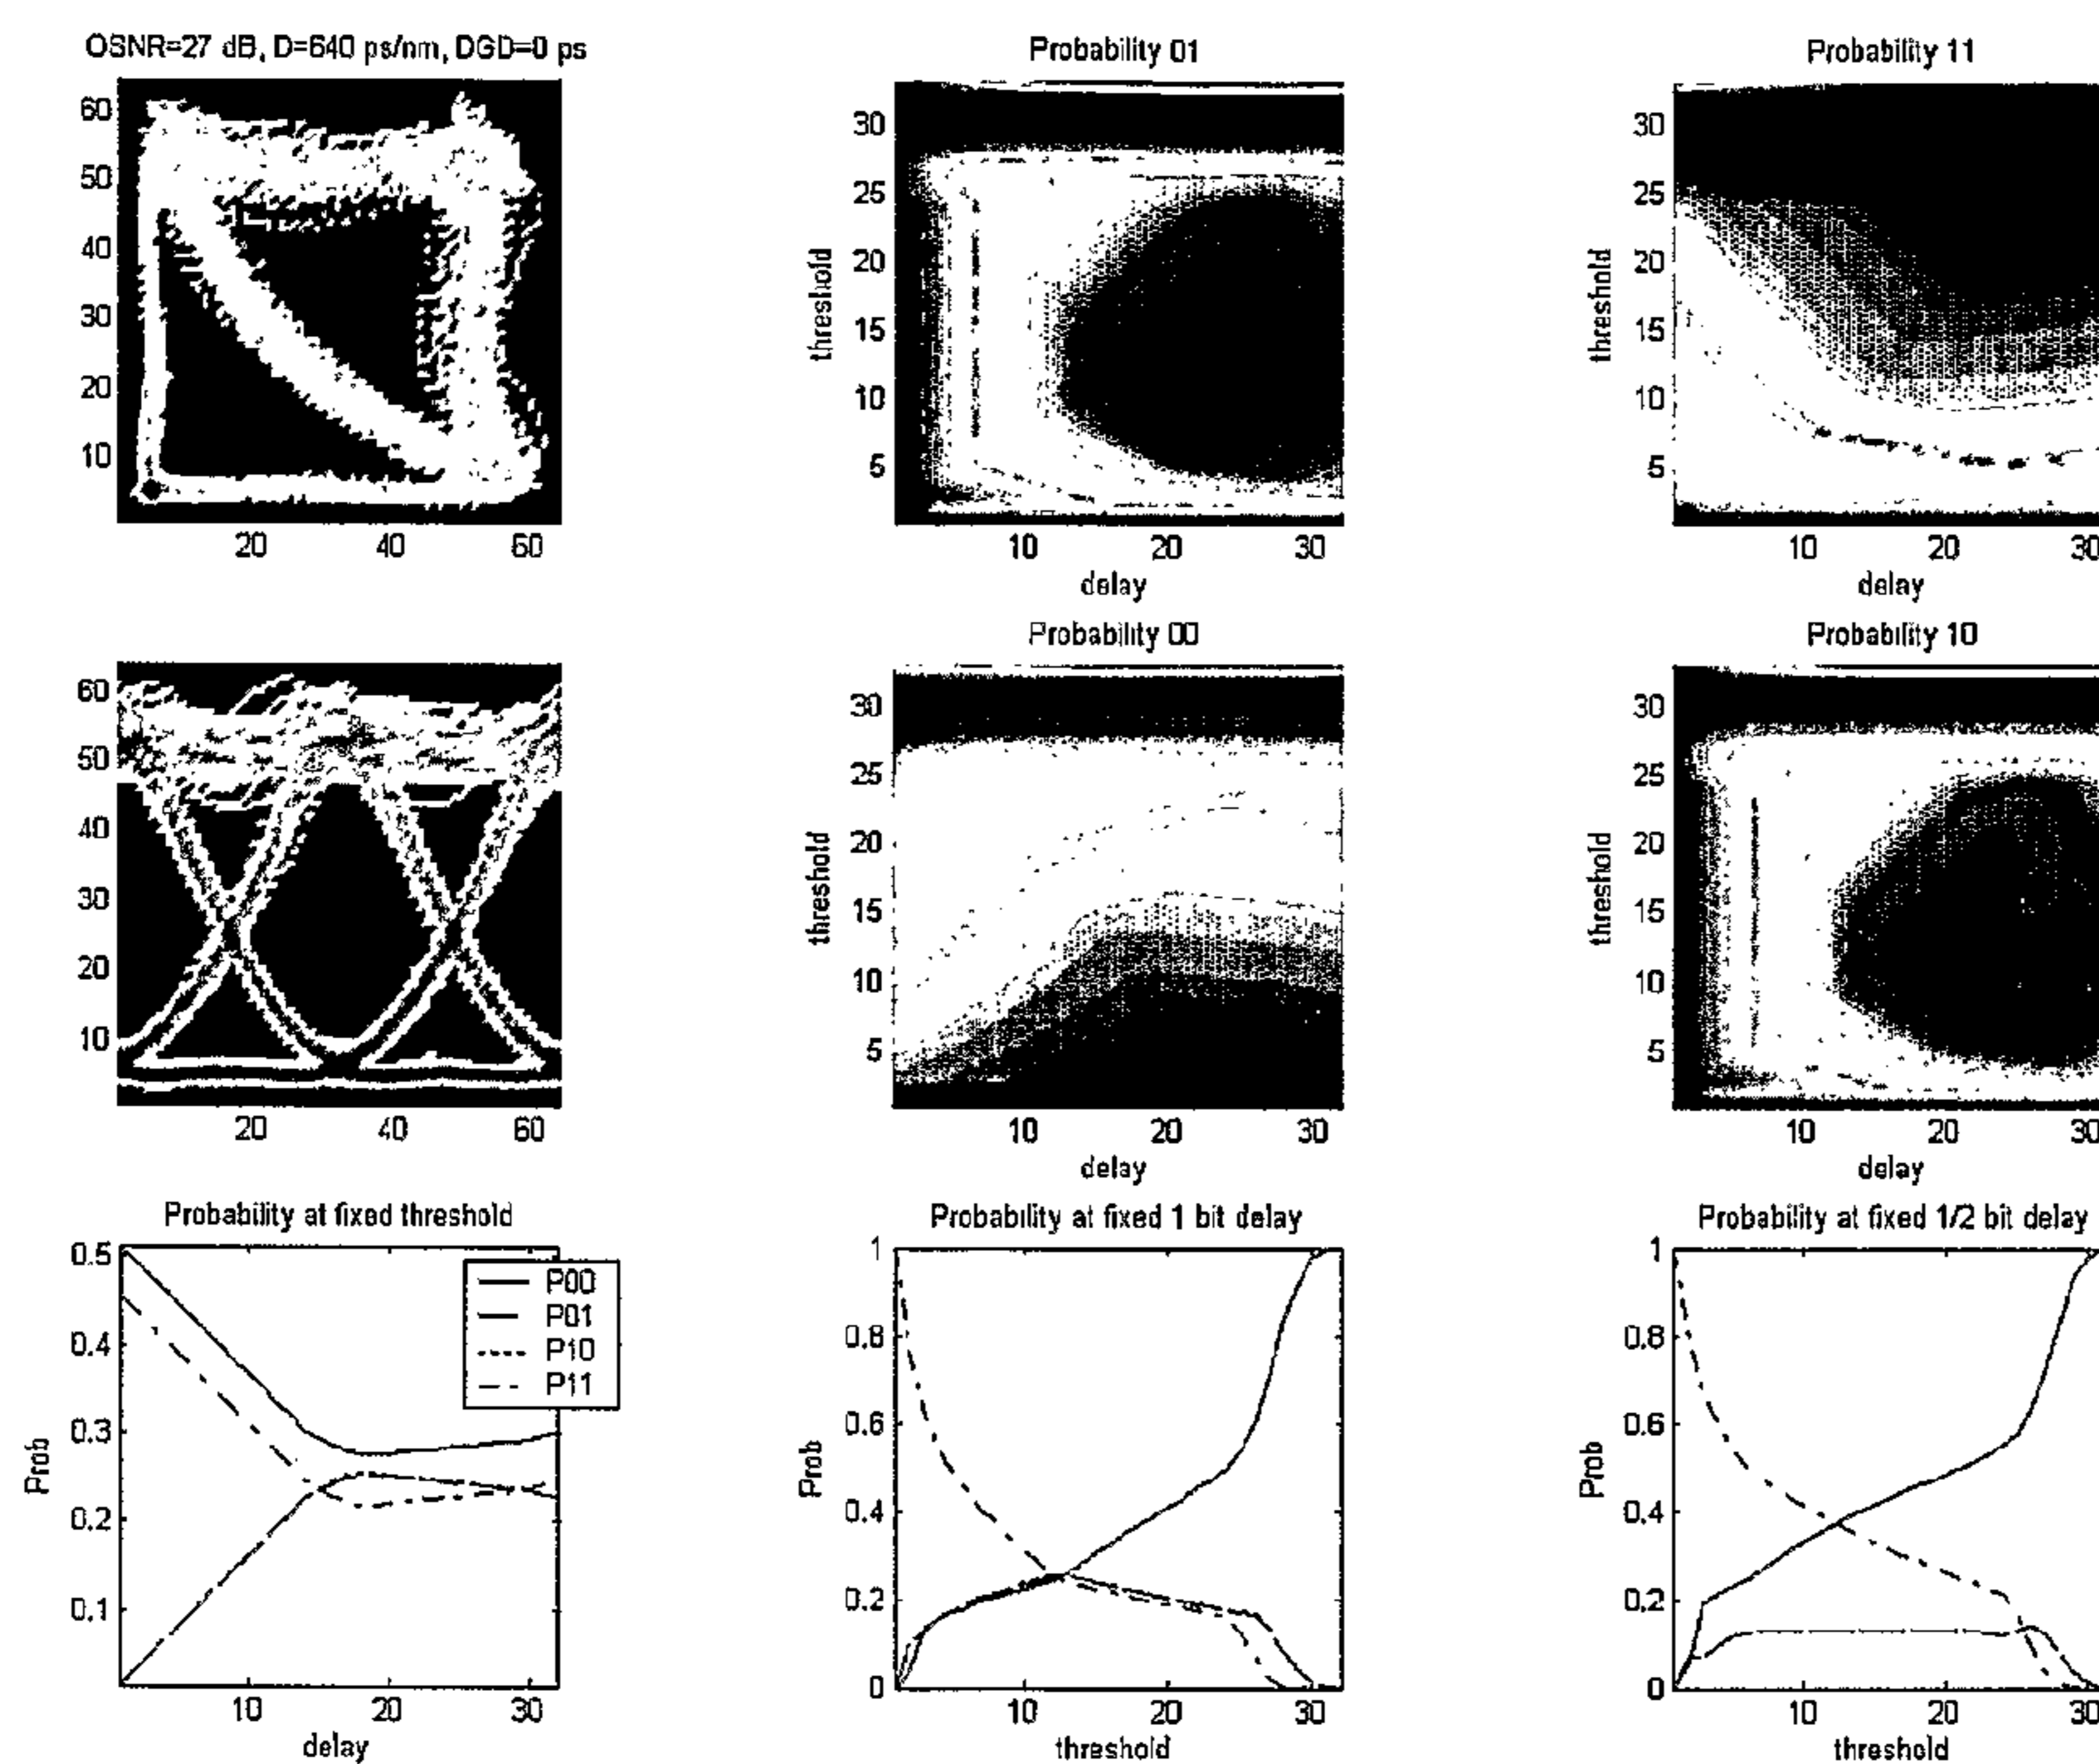 OSNR=27 dB, D=640 ps/nm, DGD=0 ps
60
50
40
30
20
10
20 40 60
Probability 01
threshold
30
25
20
15
10
5
10 20 30
delay
Probability 11
threshold
30
25
20
15
10
5
10 20 30
delay
60
50
40
30
20
10
20 40 60
Probability 00
threshold
30
25
20
15
10
5
10 20 30
delay
Probability 10
threshold
30
25
20
15
10
5
10 20 30
delay
Probability at fixed threshold
Prob
0.5
0.4
0.3
0.2
0.1
P00
P01
P10
P11
10 20 30
delay
Probability at fixed 1 bit delay
Prob
1
0.8
0.6
0.4
0.2
0
10 20 30
threshold
Probability at fixed 1/2 bit delay
Prob
1
0.8
0.6
0.4
0.2
0
10 20 30
threshold